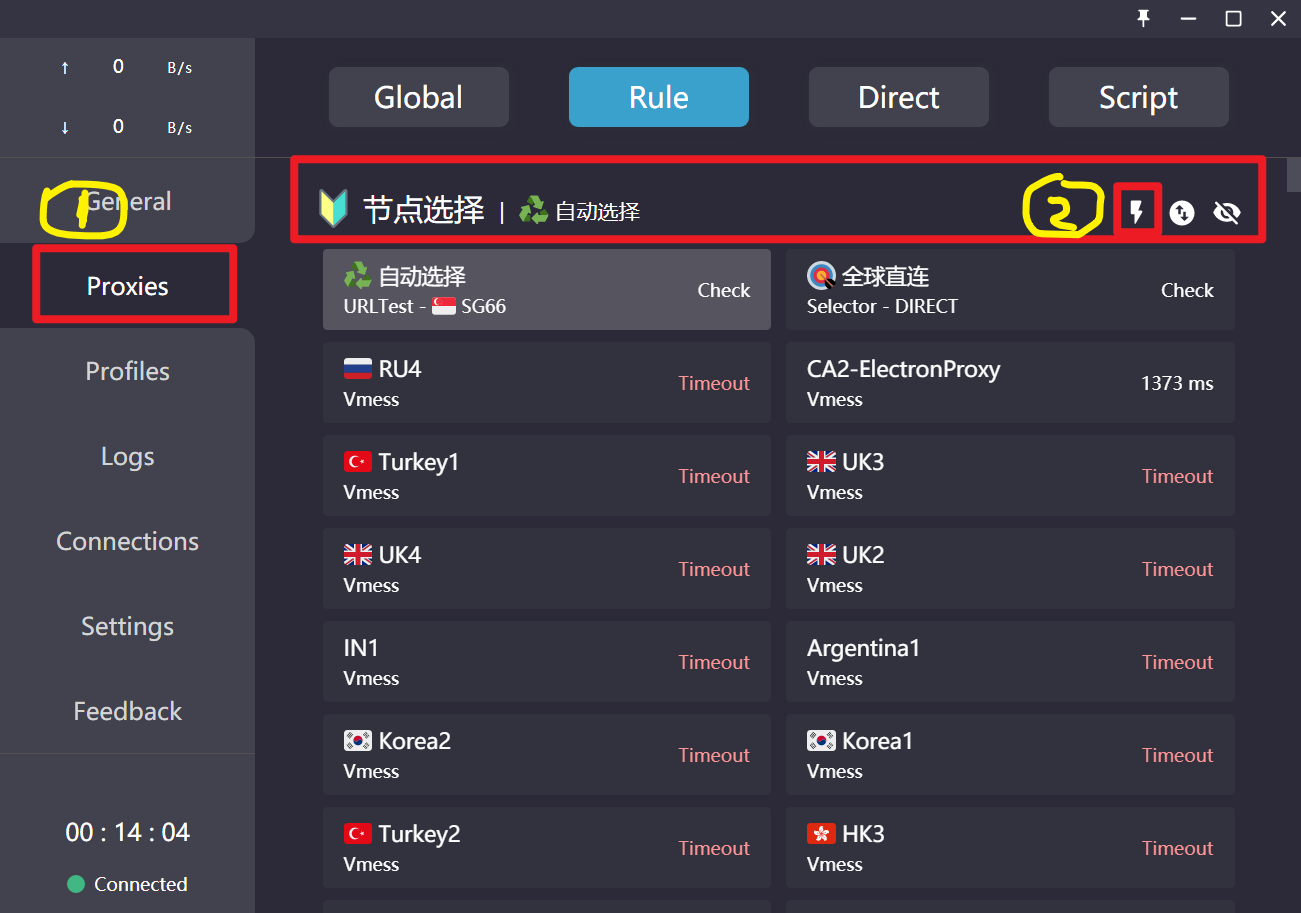 ↑ 0 B/s
↓ 0 B/s
Global Rule Direct Script
General
1
Proxies
Profiles
Logs
Connections
Settings
Feedback
00 : 14 : 04
Connected
节点选择 | 自动选择
2
自动选择
URLTest - SG66
Check
全球直连
Selector - DIRECT
Check
RU4
Vmess
Timeout
CA2-ElectronProxy
Vmess
1373 ms
Turkey1
Vmess
Timeout
UK3
Vmess
Timeout
UK4
Vmess
Timeout
UK2
Vmess
Timeout
IN1
Vmess
Timeout
Argentina1
Vmess
Timeout
Korea2
Vmess
Timeout
Korea1
Vmess
Timeout
Turkey2
Vmess
Timeout
HK3
Vmess
Timeout